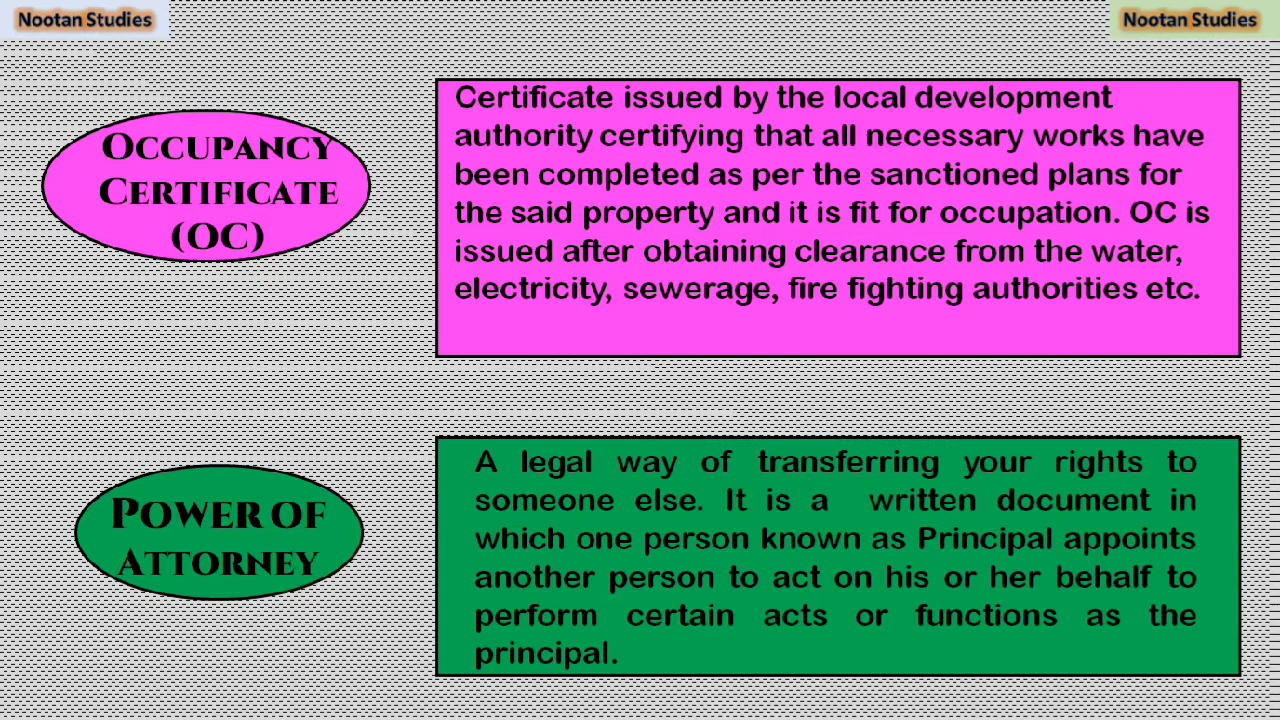 Nootan Studies
Nootan Studies
Occupancy
Certificate
(OC)
Certificate issued by the local development
authority certifying that all necessary works have
been completed as per the sanctioned plans for
the said property and it is fit for occupation. OC is
issued after obtaining clearance from the water,
electricity, sewerage, fire fighting authorities etc.
Power of
Attorney
A legal way of transferring your rights to
someone else. It is a written document in
which one person known as Principal appoints
another person to act on his or her behalf to
perform certain acts or functions as the
principal.